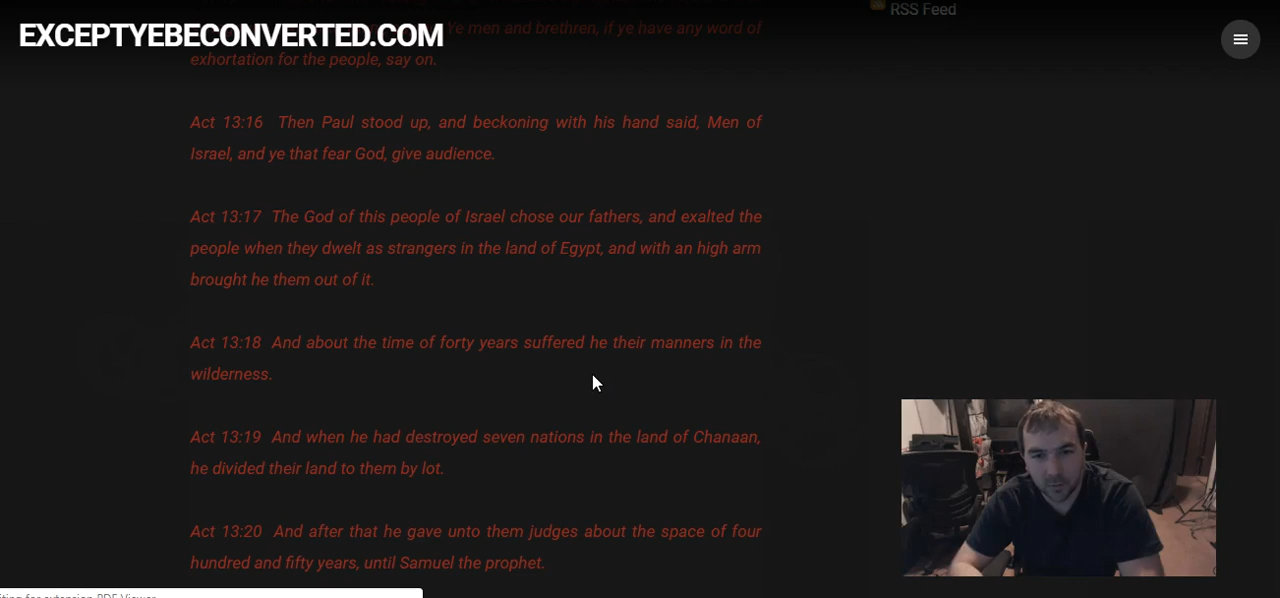 RSS Feed
EXCEPTYEBECONVERTED.COM
Ye men and brethren, if ye have any word of
exhortation for the people, say on.
Act 13:16 Then Paul stood up, and beckoning with his hand said, Men of
Israel, and ye that fear God, give audience.
Act 13:17 The God of this people of Israel chose our fathers, and exalted the
people when they dwelt as strangers in the land of Egypt, and with an high arm
brought he them out of it.
Act 13:18 And about the time of forty years suffered he their manners in the
wilderness.
Act 13:19 And when he had destroyed seven nations in the land of Chanaan,
he divided their land to them by lot.
Act 13:20 And after that he gave unto them judges about the space of four
hundred and fifty years, until Samuel the prophet.
for extension PDF Viewer